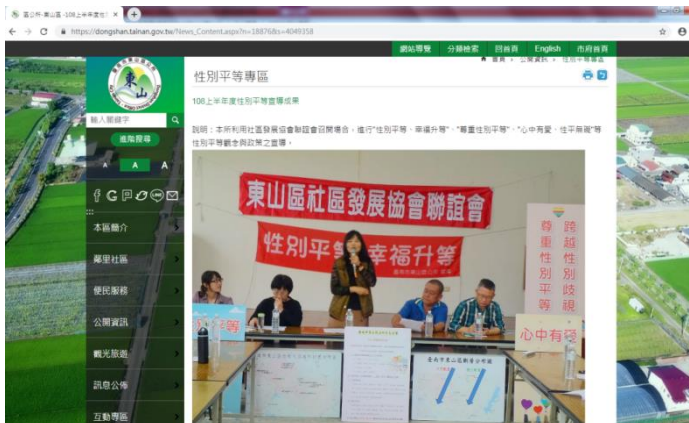 區公所-東山區 -108上半年度性別
https://dongshan.tainan.gov.tw/News_Content.aspx?n=18876&s=4049358
網站導覽 分類檢索 回首頁 English 市府首頁
首頁 › 公開資訊 › 性別平等專區
東山
性別平等專區
108上半年度性別平等宣導成果
輸入關鍵字
進階搜尋
A A A
說明：本所利用社區發展協會聯誼會召開場合，進行"性別平等、幸福升等"、"尊重性別平等"、"心中有愛、性平無礙"等
性別平等觀念與政策之宣導。
本區簡介
鄰里社區
便民服務
公開資訊
觀光旅遊
訊息公佈
互動專區
東山區社區發展協會聯誼會
性別平等 幸福升等
跨越性別歧視
尊重性別平等
心中有愛